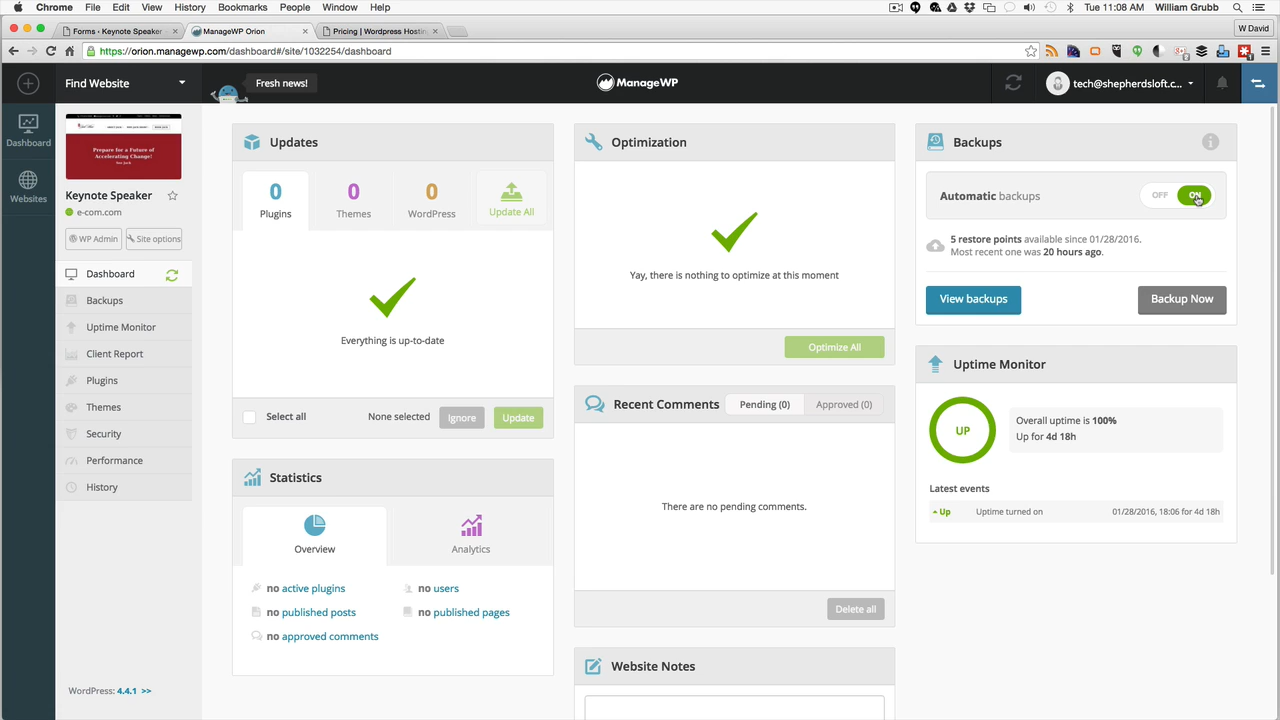 Chrome File Edit View History Bookmarks People Window Help
Tue 11:08 AM William Grubb
Forms - Keynote Speaker
ManageWP Orion
Pricing | Wordpress Hostin
W David
https://orion.managewp.com/dashboard#/site/1032254/dashboard
Find Website
Fresh news!
ManageWP
tech@shepherdsloft.c...
Dashboard
Websites
Prepare for a Future of
Accelerating Change!
Keynote Speaker
e-com.com
WP Admin
Site options
Dashboard
Backups
Uptime Monitor
Client Report
Plugins
Themes
Security
Performance
History
WordPress: 4.4.1 >>
Updates
0
Plugins
0
Themes
0
WordPress
Update All
Everything is up-to-date
Select all
None selected
Ignore
Update
Statistics
Overview
Analytics
no active plugins
no users
no published posts
no published pages
no approved comments
Optimization
Yay, there is nothing to optimize at this moment
Optimize All
Recent Comments
Pending (0)
Approved (0)
There are no pending comments.
Delete all
Website Notes
Backups
Automatic backups
OFF
ON
5 restore points available since 01/28/2016.
Most recent one was 20 hours ago.
View backups
Backup Now
Uptime Monitor
UP
Overall uptime is 100%
Up for 4d 18h
Latest events
Up
Uptime turned on
01/28/2016, 18:06 for 4d 18h